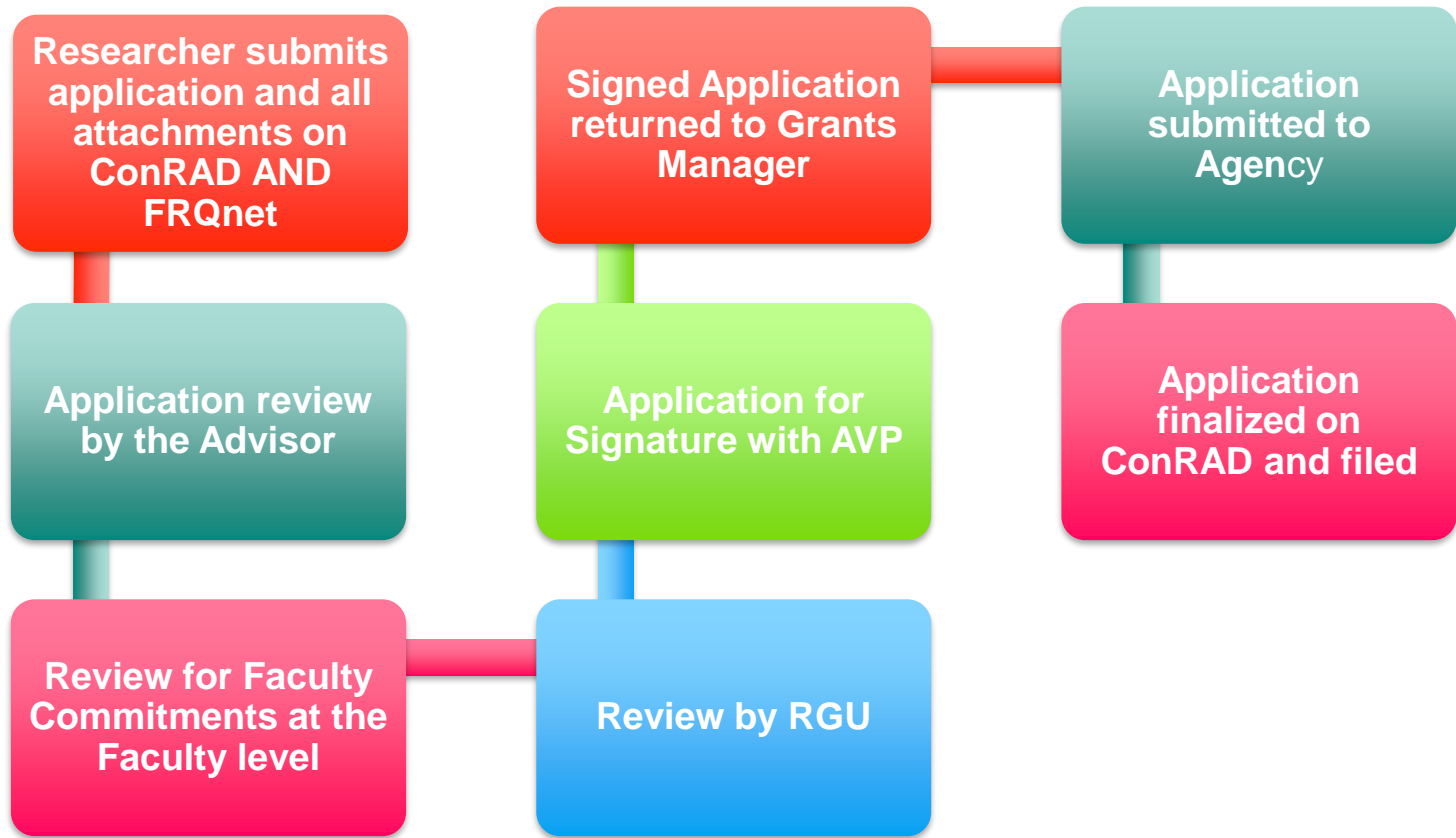 Researcher submits
application and all
attachments on
ConRAD AND
FRQnet
Application review
by the Advisor
Review for Faculty
Commitments at the
Faculty level
Review by RGU
Application for
Signature with AVP
Signed Application
returned to Grants
Manager
Application
submitted to
Agency
Application
finalized on
ConRAD and filed